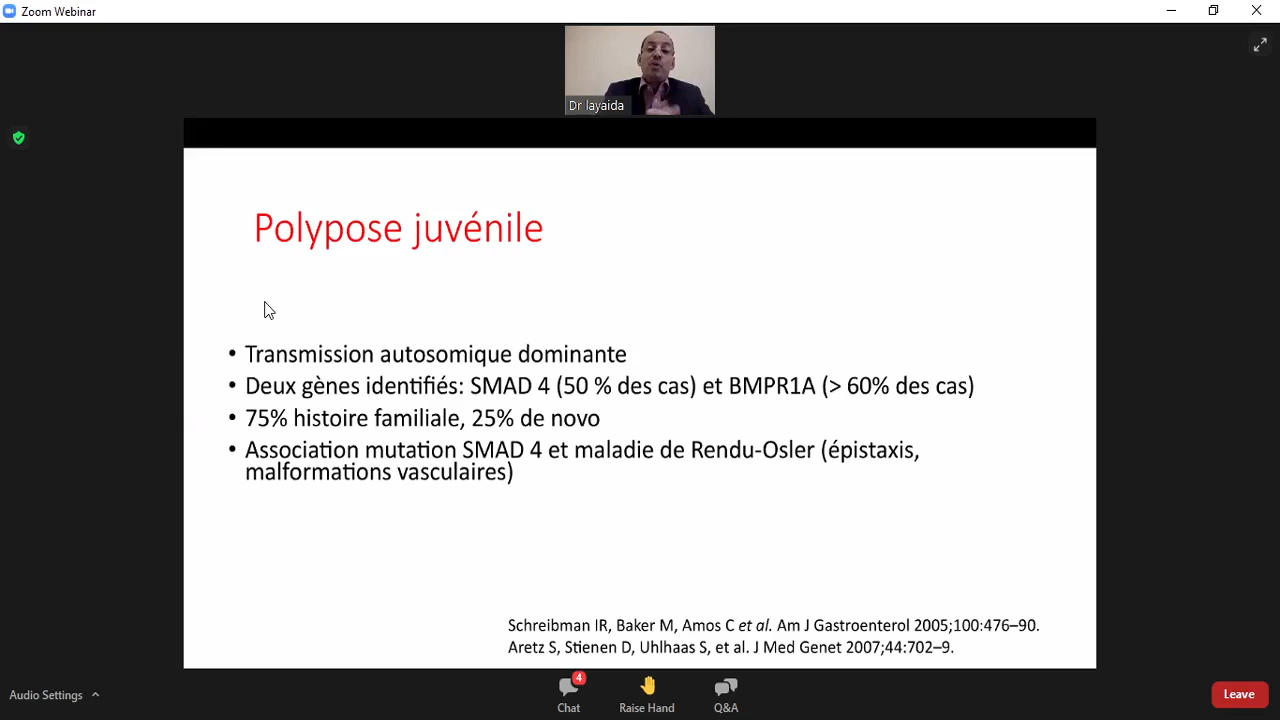 Zoom Webinar
Dr layaida
Polypose juvénile
• Transmission autosomique dominante
• Deux gènes identifiés: SMAD 4 (50 % des cas) et BMPR1A (> 60% des cas)
• 75% histoire familiale, 25% de novo
• Association mutation SMAD 4 et maladie de Rendu-Osler (épistaxis,
malformations vasculaires)
Schreibman IR, Baker M, Amos C et al. Am J Gastroenterol 2005;100:476–90.
Aretz S, Stienen D, Uhlhaas S, et al. J Med Genet 2007;44:702–9.
Audio Settings
4
Chat
Raise Hand
Q&A
Leave